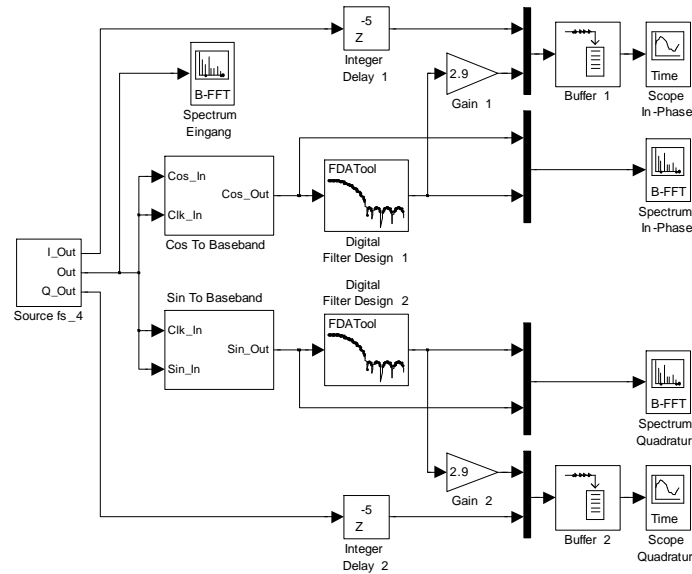 -5
Z
Integer
Delay 1
2.9
Gain 1
Buffer 1
Time
Scope
In-Phase
B-FFT
Spectrum
Eingang
Cos_In
Clk_In
Cos_Out
Cos To Baseband
FDATool
Digital
Filter Design 1
B-FFT
Spectrum
In-Phase
I_Out
Out
Q_Out
Source fs_4
Sin To Baseband
Clk_In
Sin_In
Sin_Out
Digital
Filter Design 2
FDATool
B-FFT
Spectrum
Quadratur
2.9
Gain 2
-5
Z
Integer
Delay 2
Buffer 2
Time
Scope
Quadratur